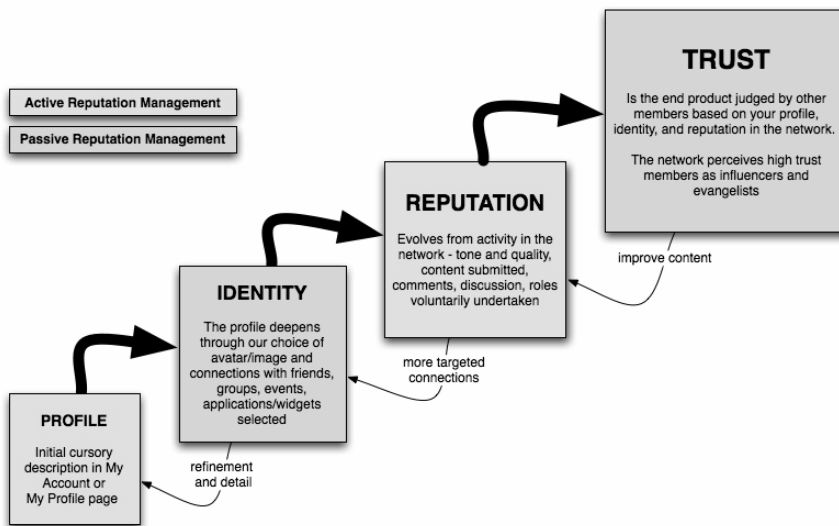 Active Reputation Management
Passive Reputation Management
TRUST
Is the end product judged by other
members based on your profile,
identity, and reputation in the network.
The network perceives high trust
members as influencers and
evangelists
improve content
REPUTATION
Evolves from activity in the
network - tone and quality,
content submitted,
comments, discussion, roles
voluntarily undertaken
more targeted
connections
IDENTITY
The profile deepens
through our choice of
avatar/image and
connections with friends,
groups, events,
applications/widgets
selected
refinement
and detail
PROFILE
Initial cursory
description in My
Account or
My Profile page